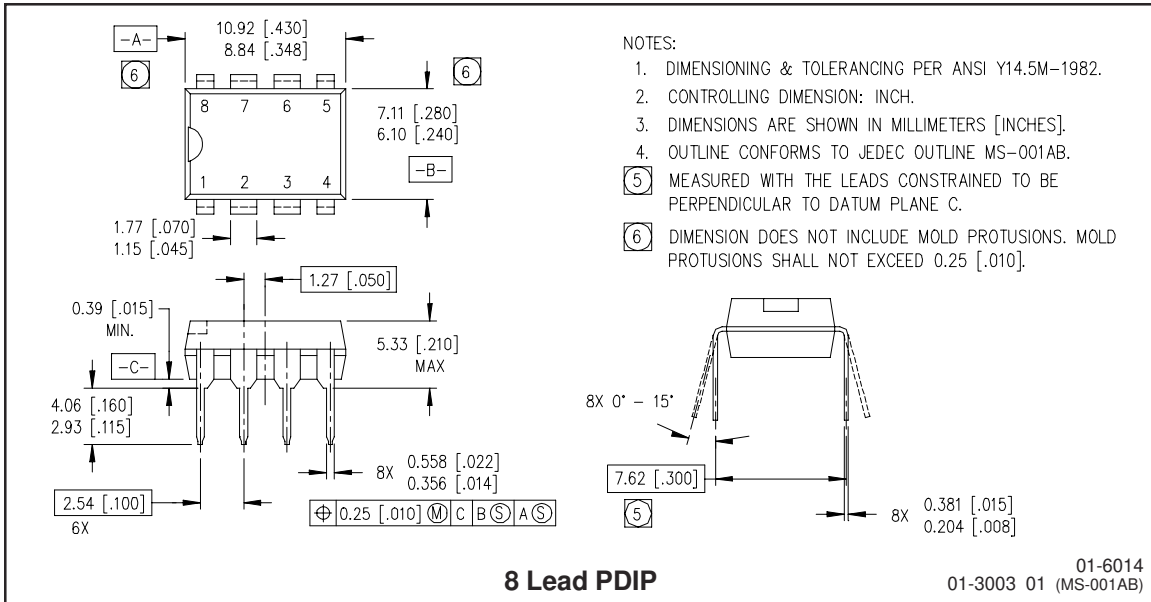 -A-
10.92 [.430]
8.84 [.348]
6
6
8 7 6 5
1 2 3 4
7.11 [.280]
6.10 [.240]
-B-
1.77 [.070]
1.15 [.045]
1.27 [.050]
0.39 [.015]
MIN.
-C-
5.33 [.210]
MAX
4.06 [.160]
2.93 [.115]
8X 0.558 [.022]
0.356 [.014]
2.54 [.100]
6X
⌖ 0.25 [.010] Ⓜ C B Ⓢ A Ⓢ
NOTES:
1. DIMENSIONING & TOLERANCING PER ANSI Y14.5M-1982.
2. CONTROLLING DIMENSION: INCH.
3. DIMENSIONS ARE SHOWN IN MILLIMETERS [INCHES].
4. OUTLINE CONFORMS TO JEDEC OUTLINE MS-001AB.
5 MEASURED WITH THE LEADS CONSTRAINED TO BE
PERPENDICULAR TO DATUM PLANE C.
6 DIMENSION DOES NOT INCLUDE MOLD PROTUSIONS. MOLD
PROTUSIONS SHALL NOT EXCEED 0.25 [.010].
8X 0° - 15°
7.62 [.300]
5
8X 0.381 [.015]
0.204 [.008]
8 Lead PDIP
01-6014
01-3003 01 (MS-001AB)